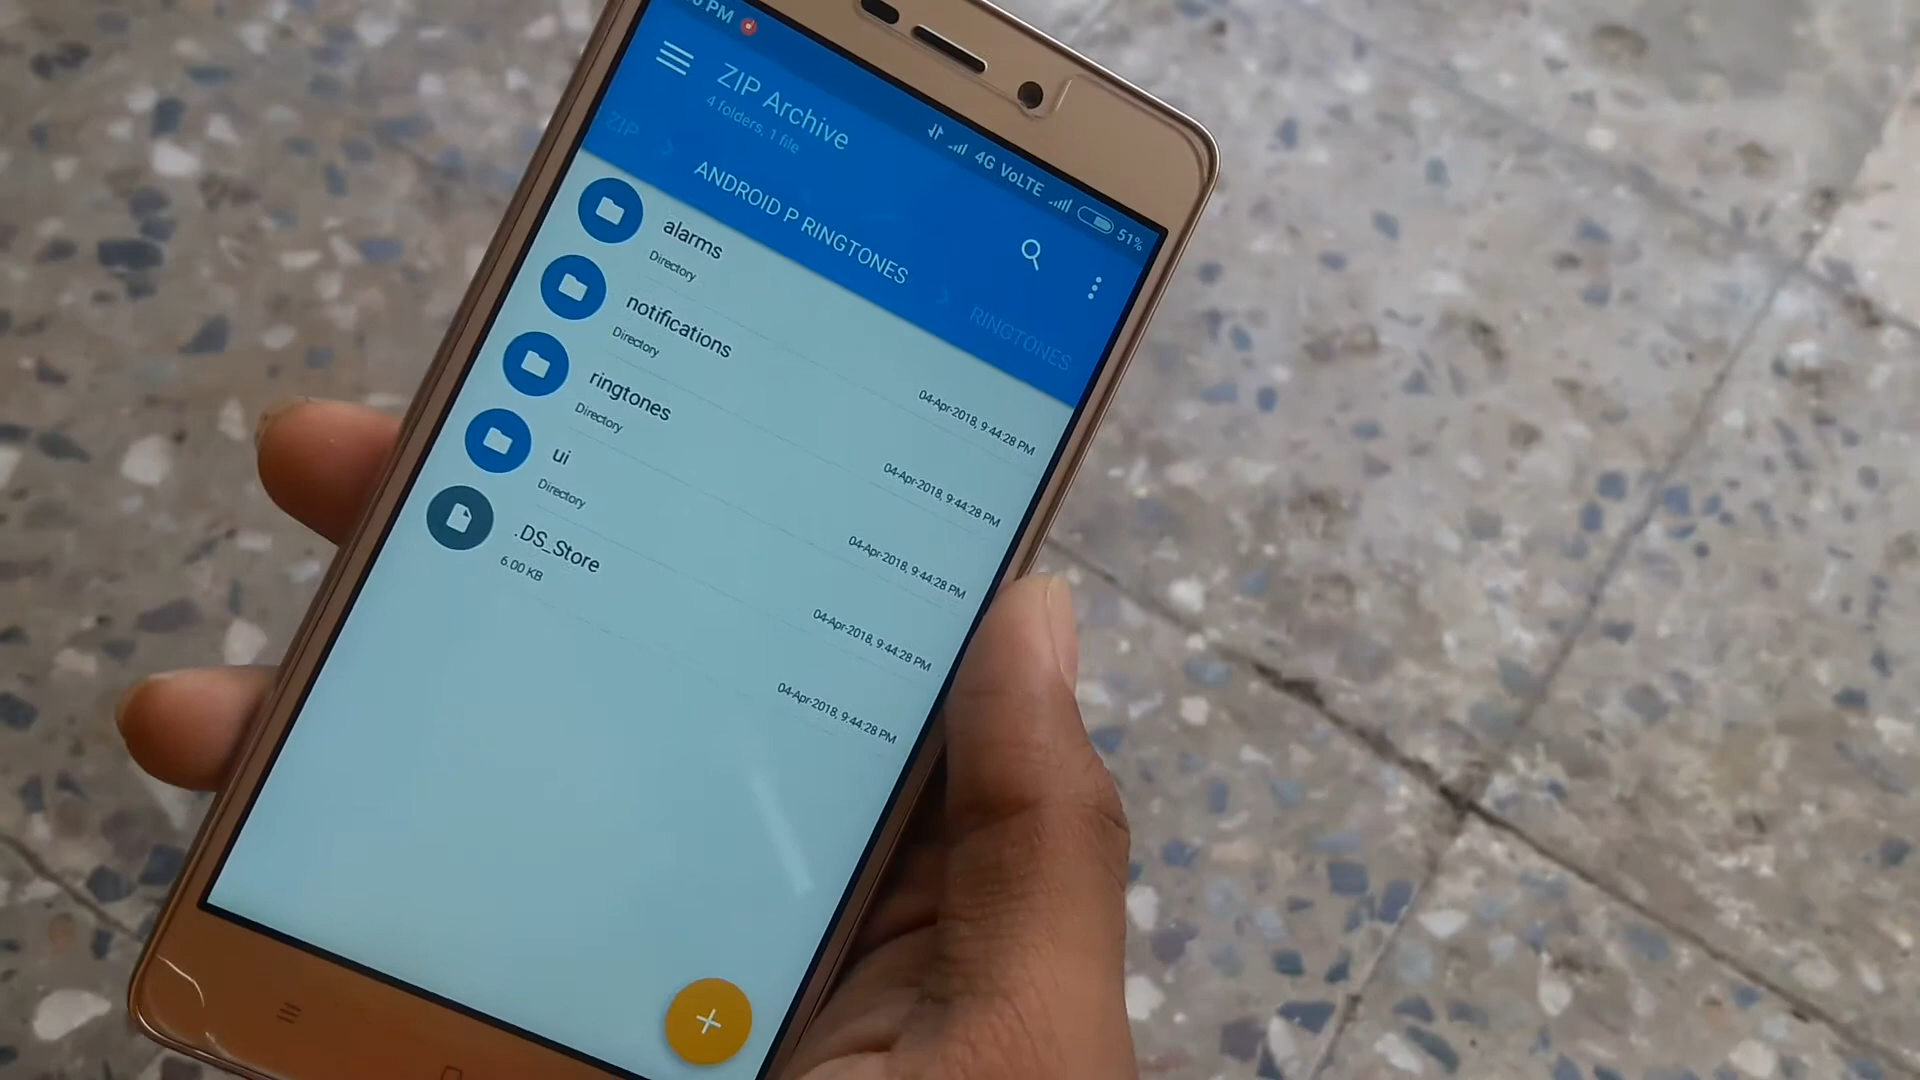 PM
4G VoLTE
51%
ZIP Archive
4 folders, 1 file
ZIP
ANDROID P RINGTONES
RINGTONES
alarms
Directory
04-Apr-2018, 9:44:28 PM
notifications
Directory
04-Apr-2018, 9:44:28 PM
ringtones
Directory
04-Apr-2018, 9:44:28 PM
ui
Directory
04-Apr-2018, 9:44:28 PM
.DS_Store
6.00 KB
04-Apr-2018, 9:44:28 PM